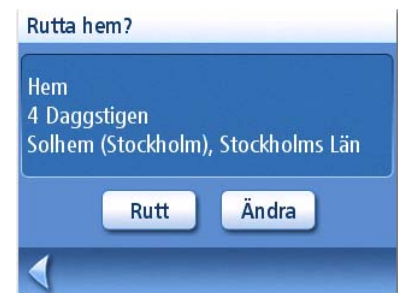 Rutta hem?
Hem
4 Daggstigen
Solhem (Stockholm), Stockholms Län
Rutt Ändra